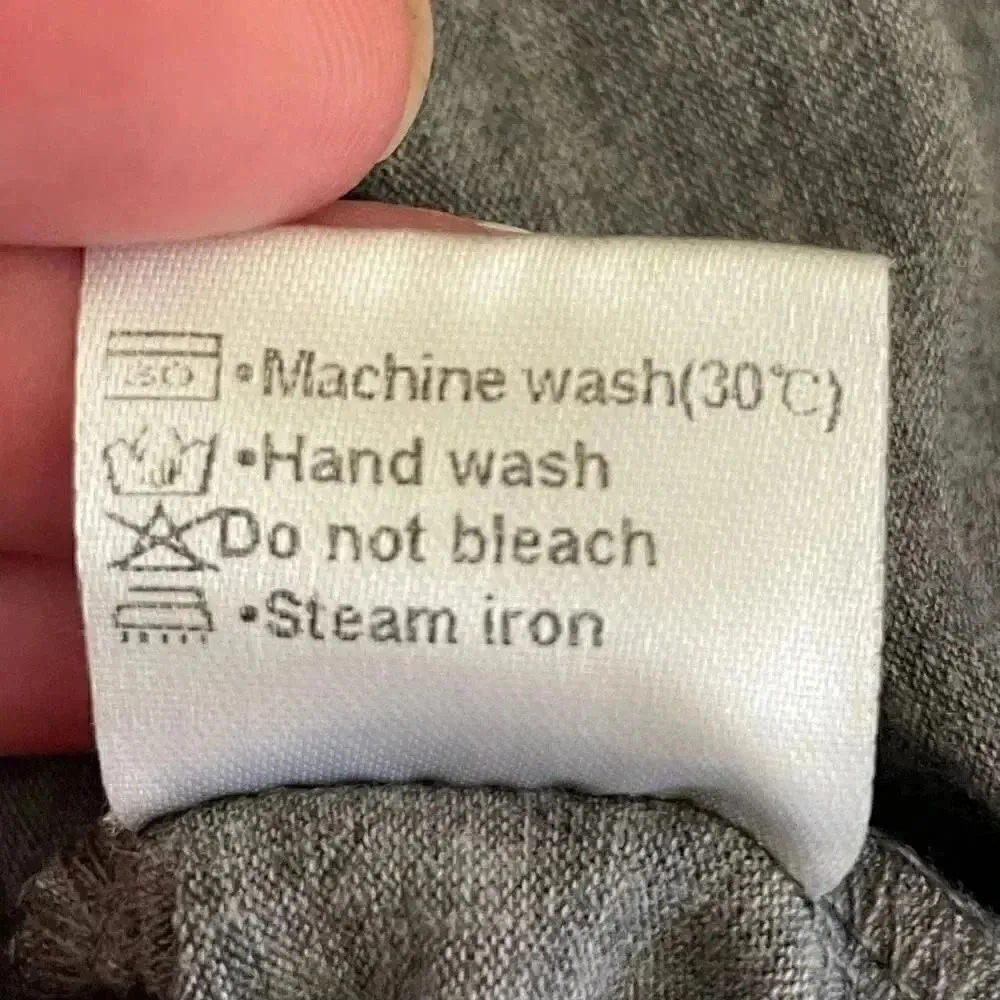 30
•Machine wash(30℃)
•Hand wash
Do not bleach
•Steam iron